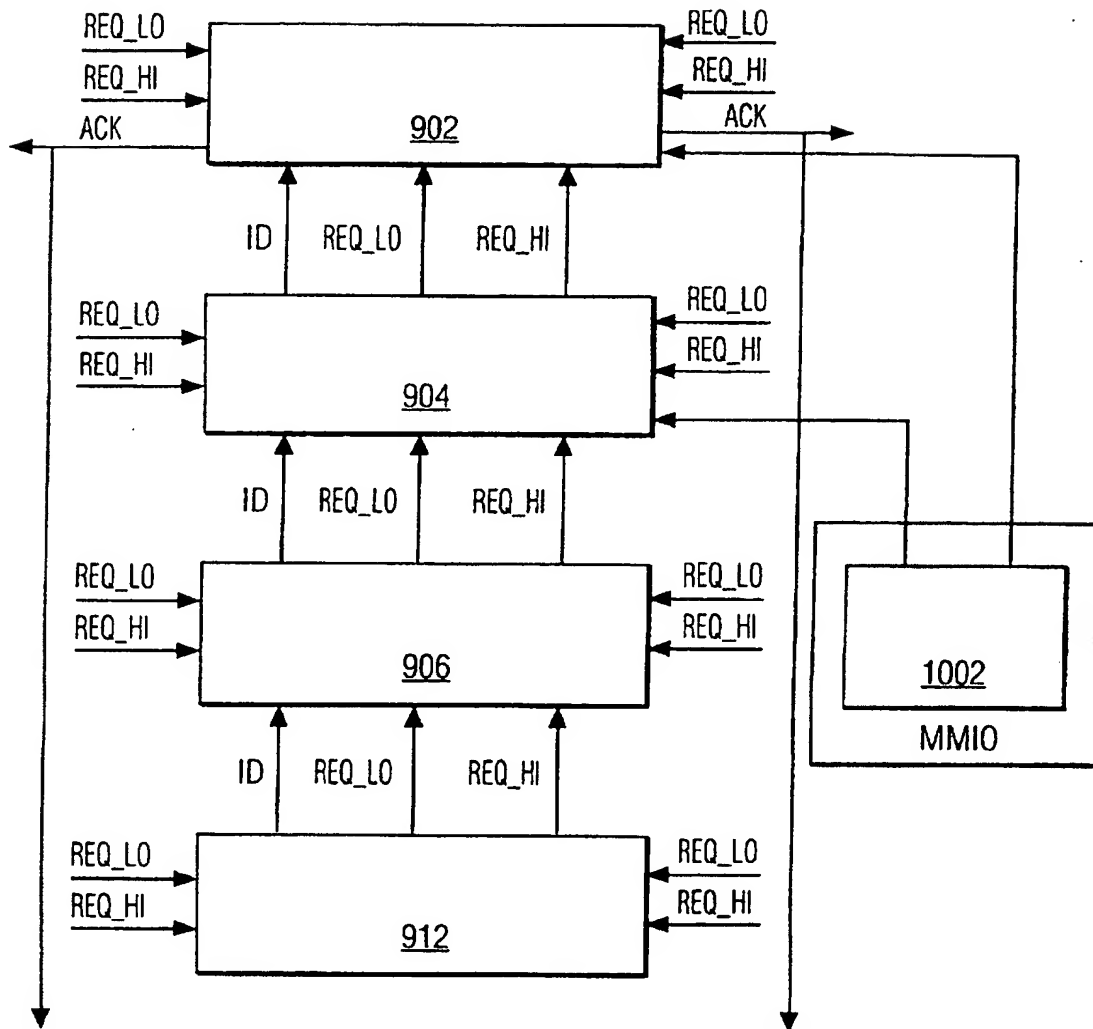 REQ_LO REQ_LO
REQ_HI REQ_HI
ACK 902 ACK
ID REQ_LO REQ_HI
REQ_LO REQ_LO
REQ_HI REQ_HI
904
ID REQ_LO REQ_HI
REQ_LO REQ_LO
REQ_HI REQ_HI
906 1002
MMIO
ID REQ_LO REQ_HI
REQ_LO REQ_LO
REQ_HI REQ_HI
912